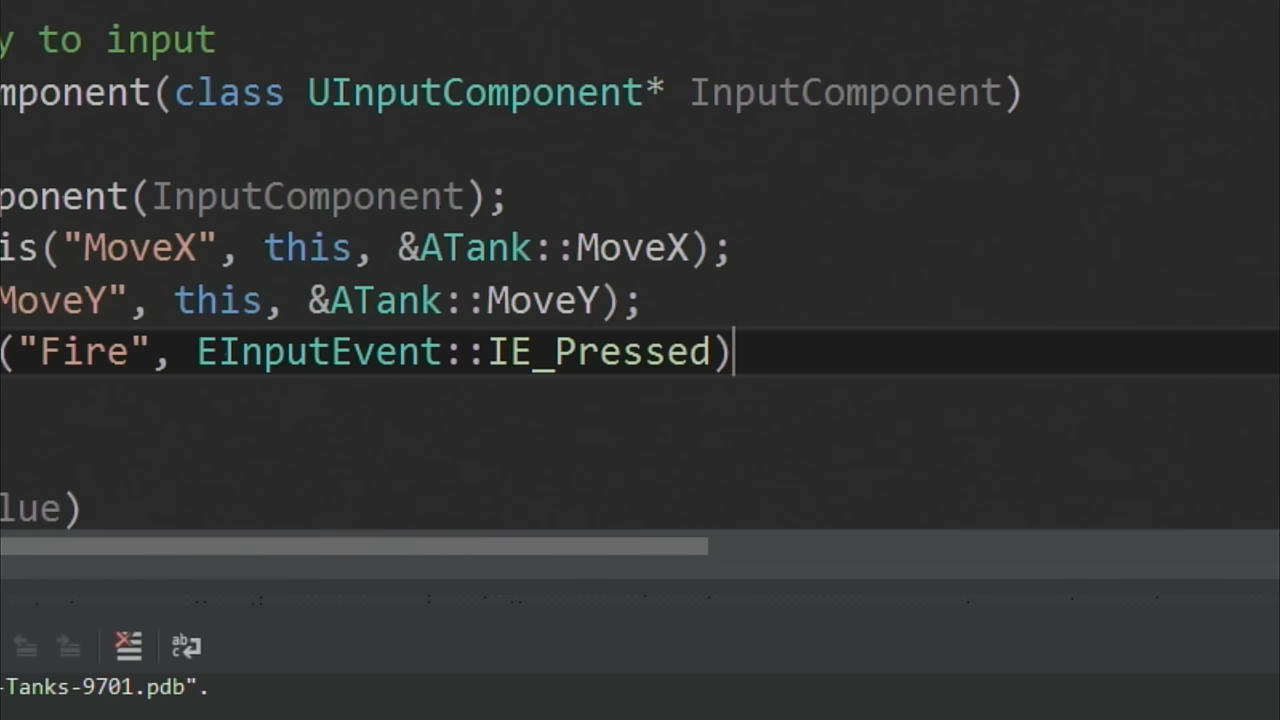 y to input
mponent(class UInputComponent* InputComponent)
ponent(InputComponent);
is("MoveX", this, &ATank::MoveX);
MoveY", this, &ATank::MoveY);
("Fire", EInputEvent::IE_Pressed)
lue)
-Tanks-9701.pdb".